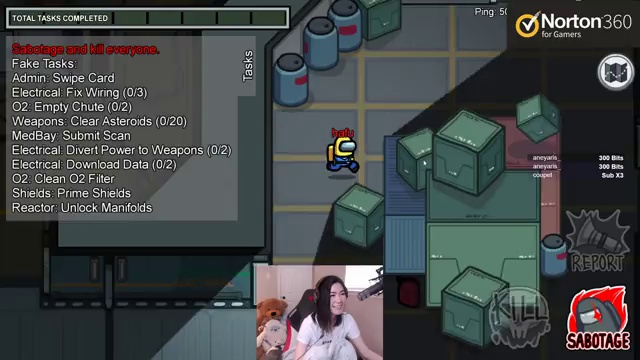 TOTAL TASKS COMPLETED
Ping: 50
Norton360
for Gamers
Sabotage and kill everyone.
Fake Tasks:
Admin: Swipe Card
Electrical: Fix Wiring (0/3)
O2: Empty Chute (0/2)
Weapons: Clear Asteroids (0/20)
MedBay: Submit Scan
Electrical: Divert Power to Weapons (0/2)
Electrical: Download Data (0/2)
O2: Clean O2 Filter
Shields: Prime Shields
Reactor: Unlock Manifolds
Tasks
hafu
aneyaris 300 Bits
aneyaris 300 Bits
coupet Sub X3
REPORT
KILL
SABOTAGE